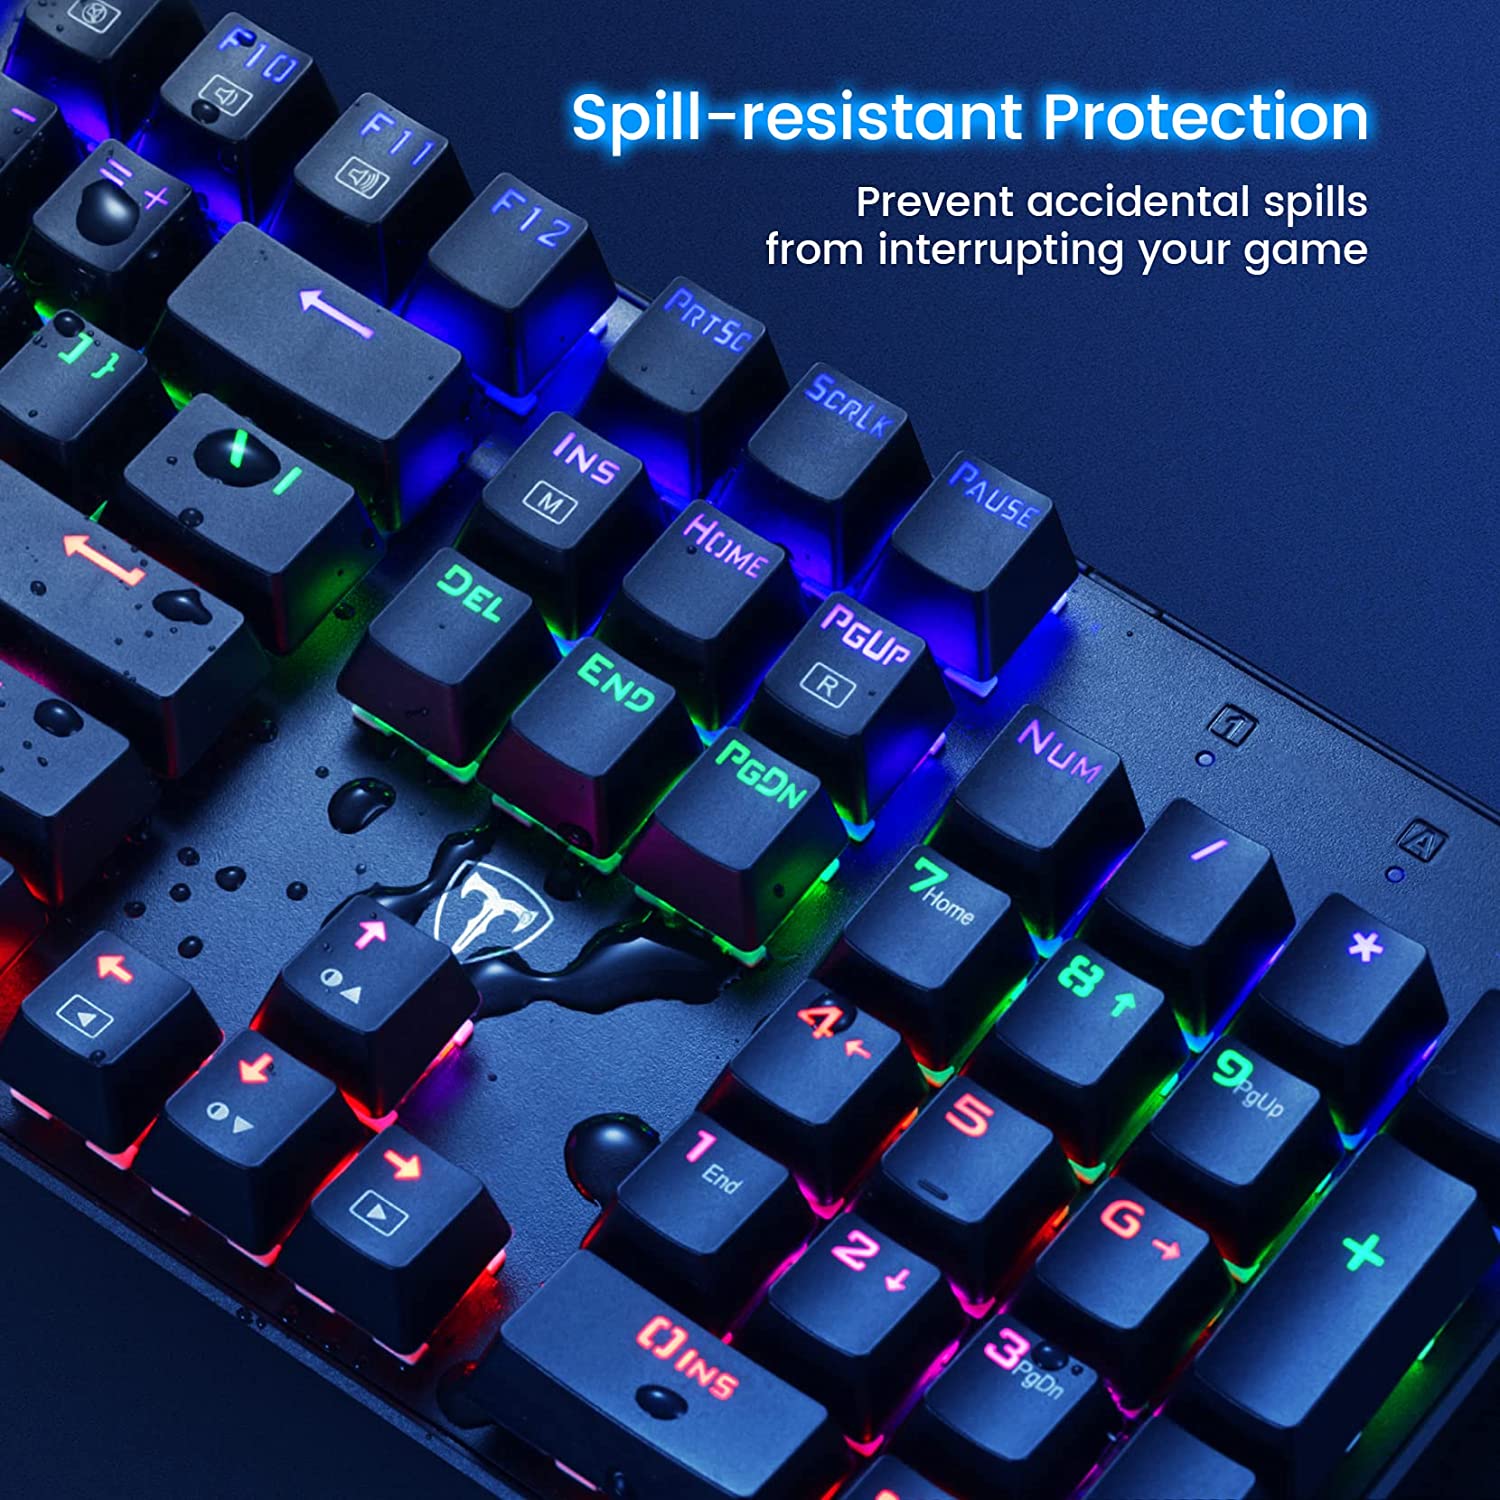 Spill-resistant Protection
Prevent accidental spills
from interrupting your game
F10
F11
F12
PrtSc
ScrLk
Pause
- 
= +
] }
\ |
Ins
M
Home
PgUp
R
Del
End
PgDn
1
A
Num
/
*
7 Home
8
9 PgUp
+
4
5
6
1 End
2
3 PgDn
0 Ins